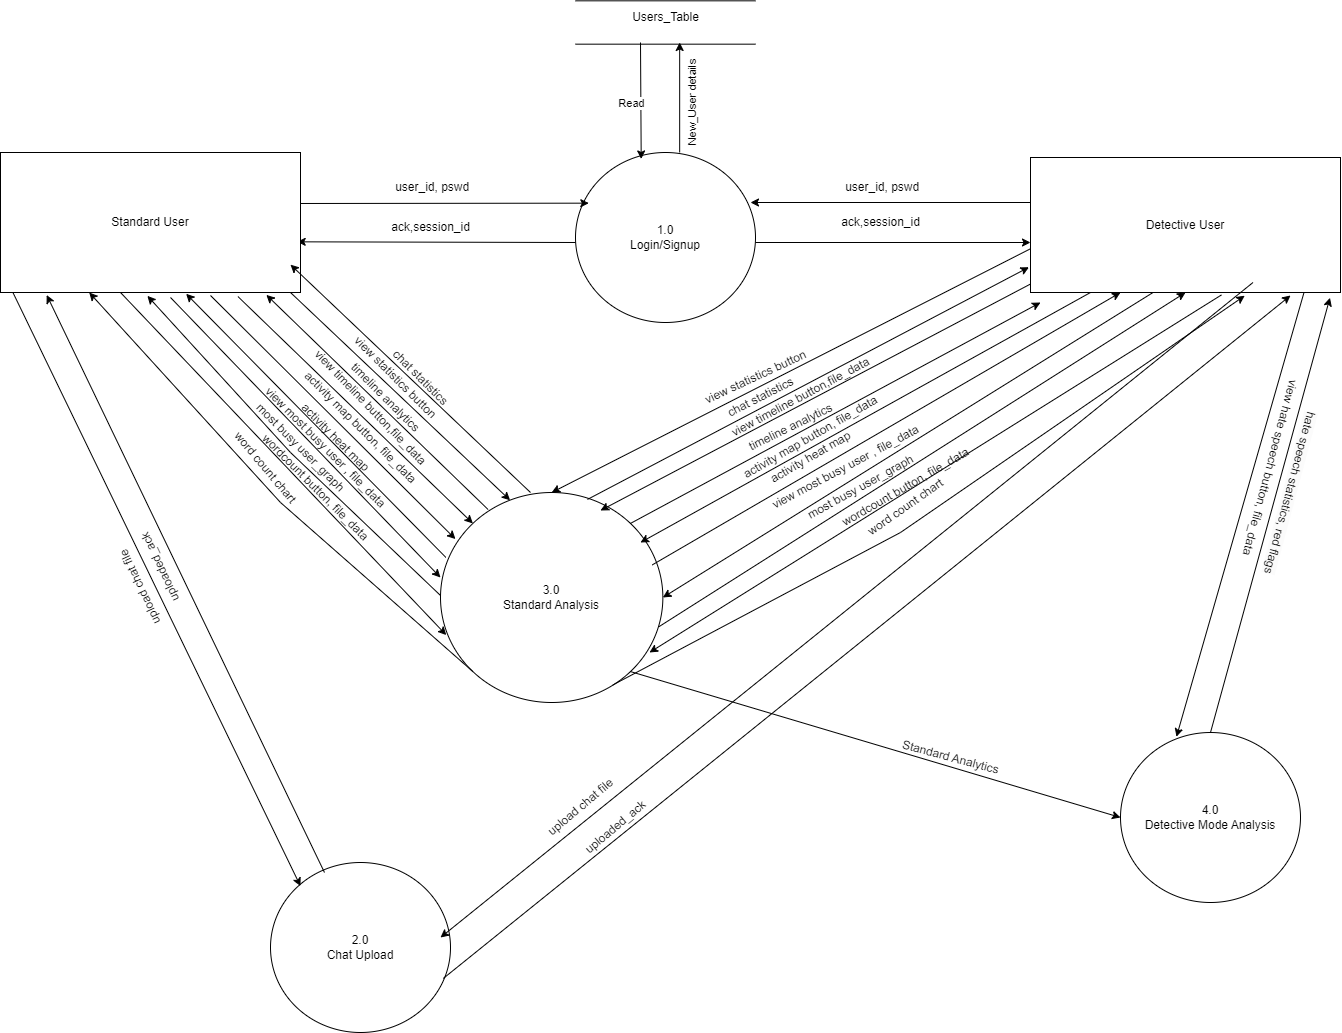 Users_Table
Read
New_User details
Standard User
user_id, pswd
ack,session_id
1.0
Login/Signup
user_id, pswd
ack,session_id
Detective User
chat statistics
view statistics button
timeline analytics
view timeline button,file_data
activity map button, file_data
activity heat map
view most busy user , file_data
most busy user_graph
wordcount button, file_data
word count chart
view statistics button
chat statistics
view timeline button,file_data
timeline analytics
activity map button, file_data
activity heat map
view most busy user , file_data
most busy user_graph
wordcount button_file_data
word count chart
view hate speech button, file_data
hate speech statistics, red flags
upload chat file
uploaded_ack
3.0
Standard Analysis
Standard Analytics
upload chat file
uploaded_ack
4.0
Detective Mode Analysis
2.0
Chat Upload